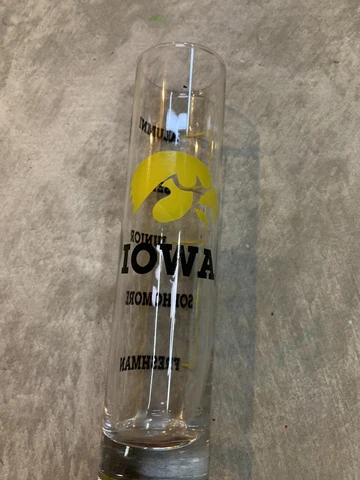 ALUMNI
JUNIOR
IOWA
SOPHOMORE
FRESHMAN